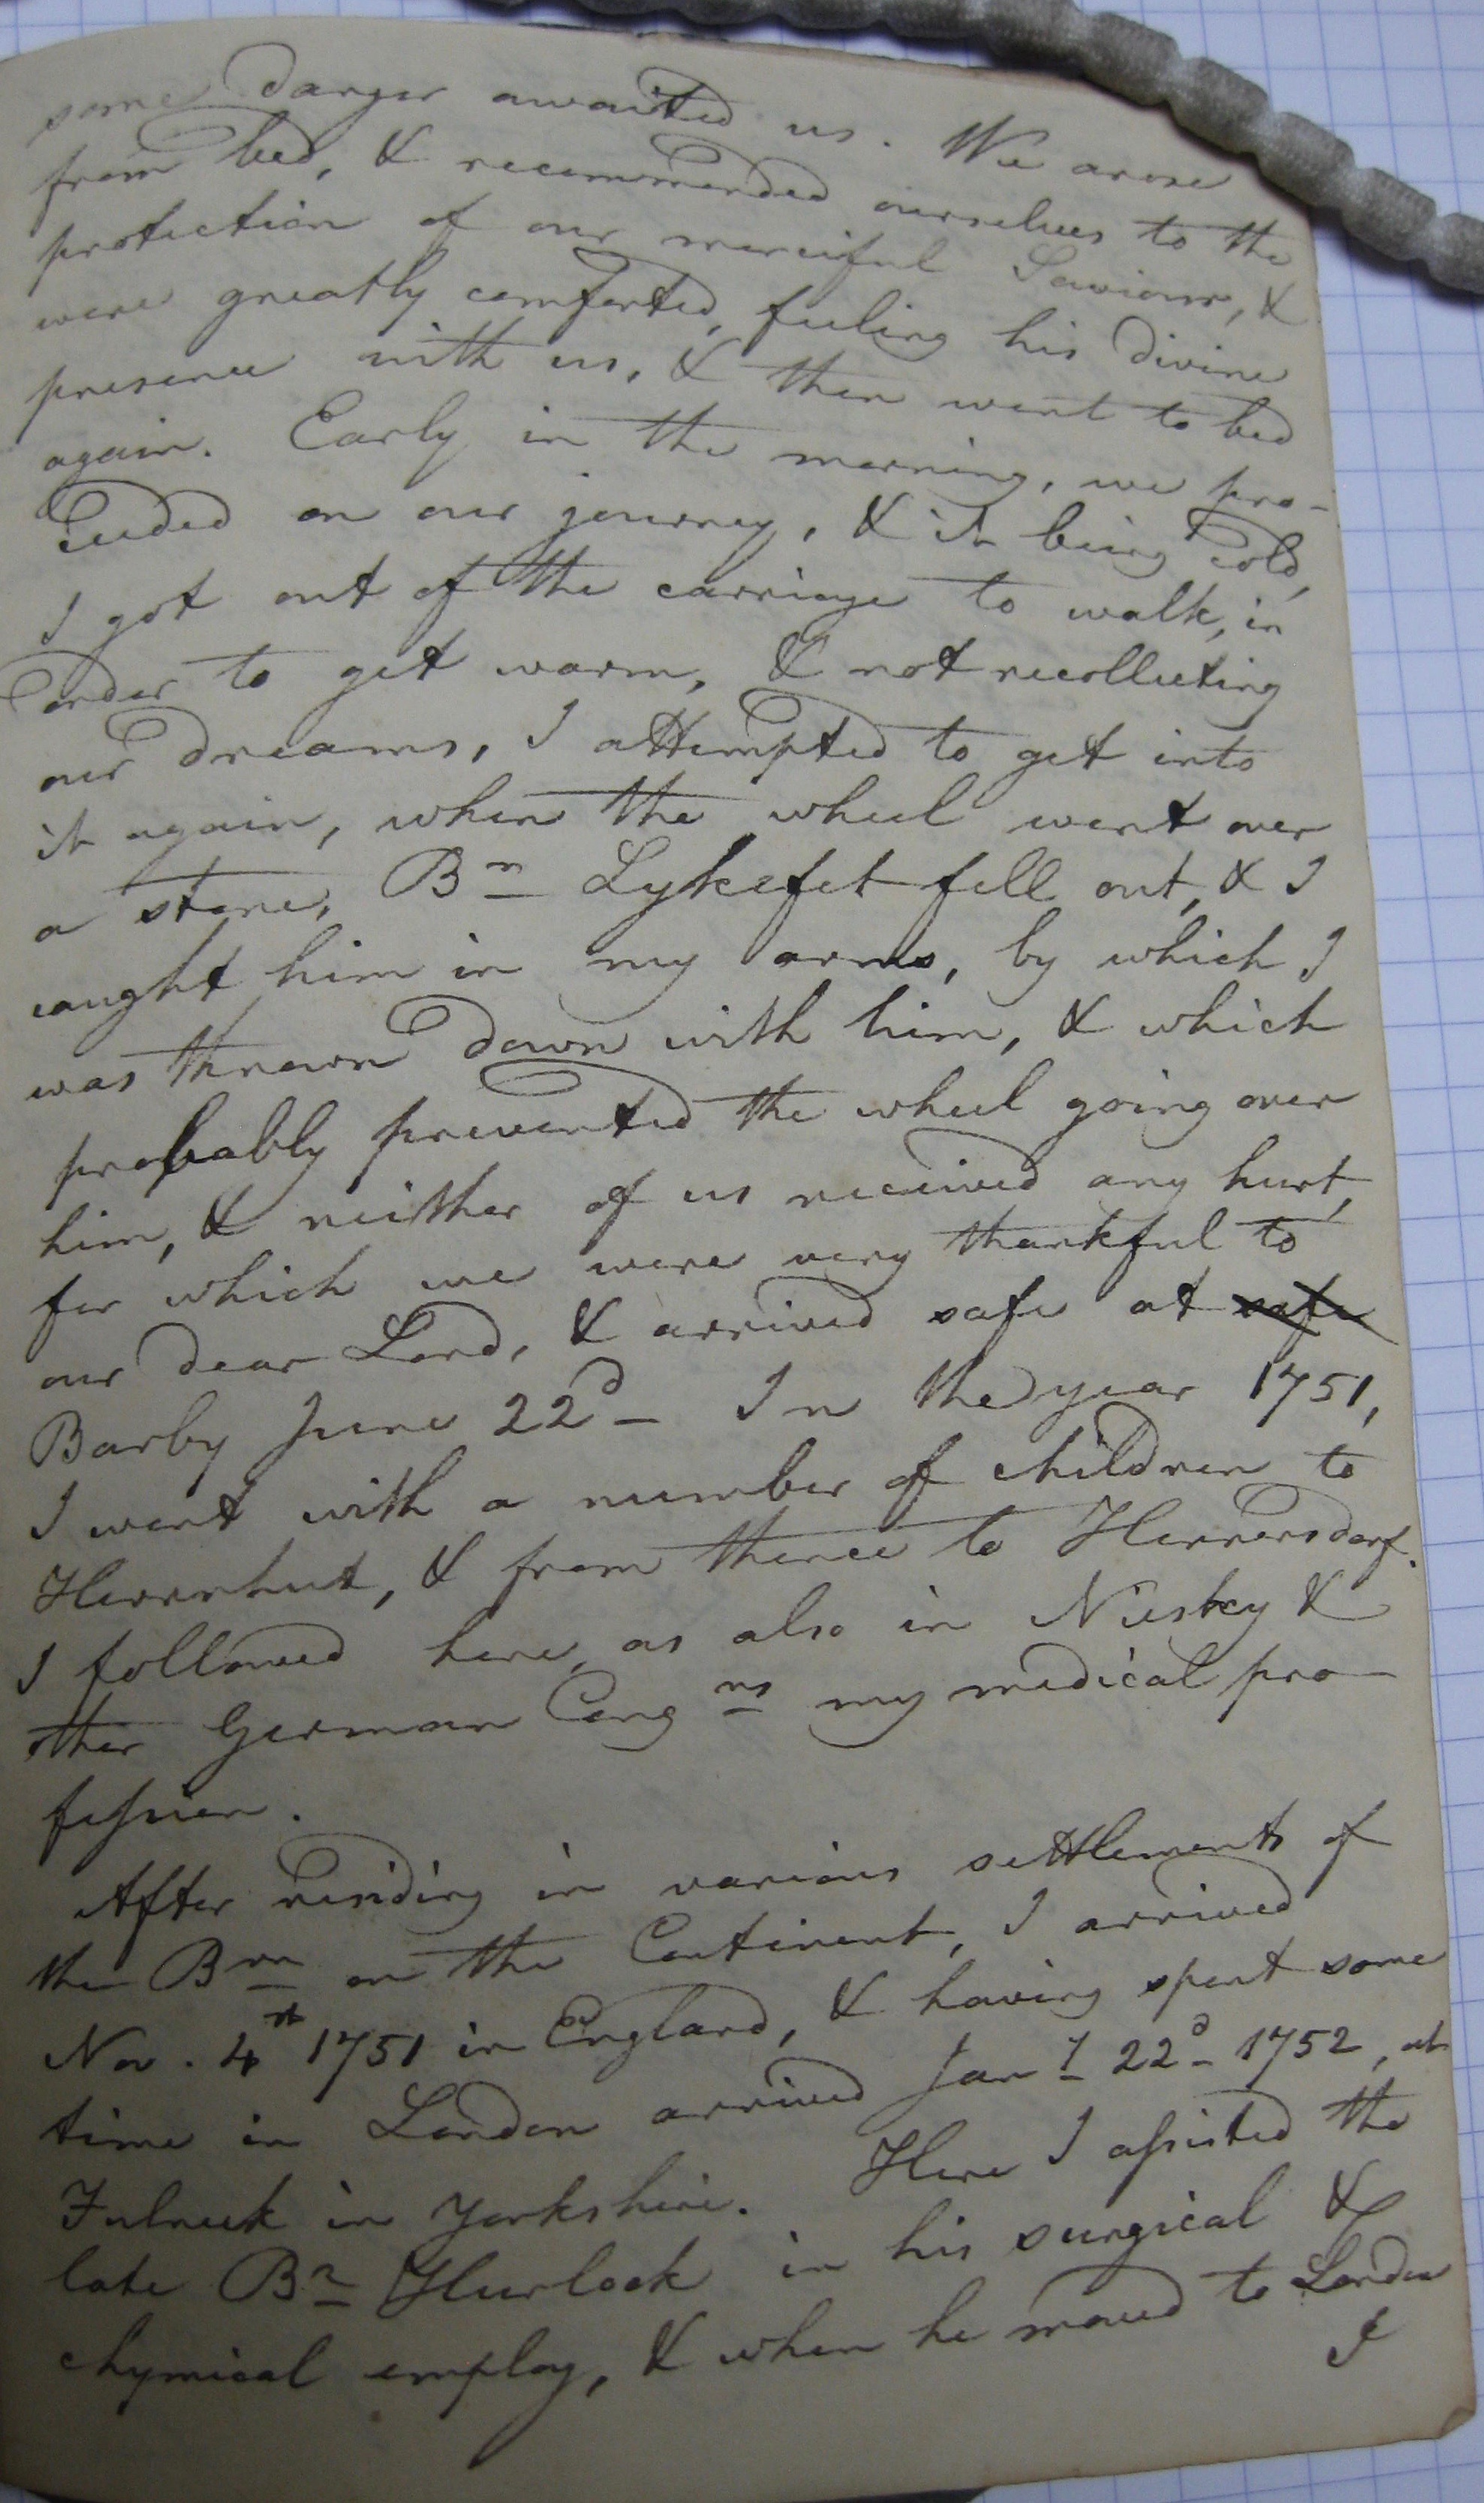 some danger awaited us. We arose
from bed, & recommended ourselves to the
protection of our merciful Saviour, &
were greatly comforted, feeling his divine
presence with us, & then went to bed
again. Early in the morning, we pro-
ceeded on our journey, & it being cold,
I got out of the carriage to walk, in
order to get warm, & not recollecting
our dreams, I attempted to get into
it again, when the wheel went over
a stone, Br Lykefet fell out, & I
caught him in my arms, by which I
was thrown down with him, & which
probably prevented the wheel going over
him, & neither of us received any hurt,
for which we were very thankful to
our dear Lord, & arrived safe at safe
Barby June 22d – In the year 1751,
I went with a number of children to
Herrnhut, & from thence to Hennersdorf.
I followed here, as also in Niesky &
other German Congns my medical pro-
feſsion.
After residing in various settlements of
the Brn on the Continent, I arrived
Nov. 4th 1751 in England, & having spent some
time in London arrived Jany 22d 1752, at
Fulneck in Yorkshire. Here I aſsisted the
late Br Hurlock in his surgical &
chymical employ, & when he moved to London
I